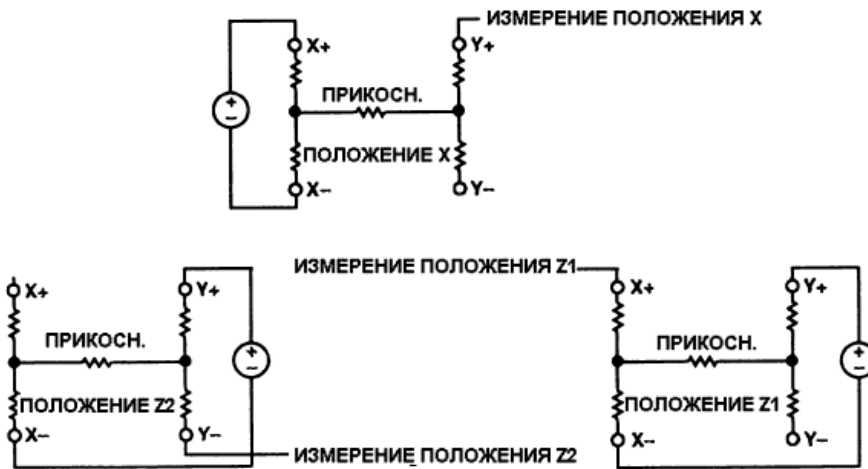 ИЗМЕРЕНИЕ ПОЛОЖЕНИЯ X
X+
Y+
ПРИКОСН.
+
−
ПОЛОЖЕНИЕ X
X−
Y−
ИЗМЕРЕНИЕ ПОЛОЖЕНИЯ Z1
X+
Y+
ПРИКОСН.
+
−
ПОЛОЖЕНИЕ Z2
X−
Y−
ИЗМЕРЕНИЕ ПОЛОЖЕНИЯ Z2
X+
Y+
ПРИКОСН.
+
−
ПОЛОЖЕНИЕ Z1
X−
Y−